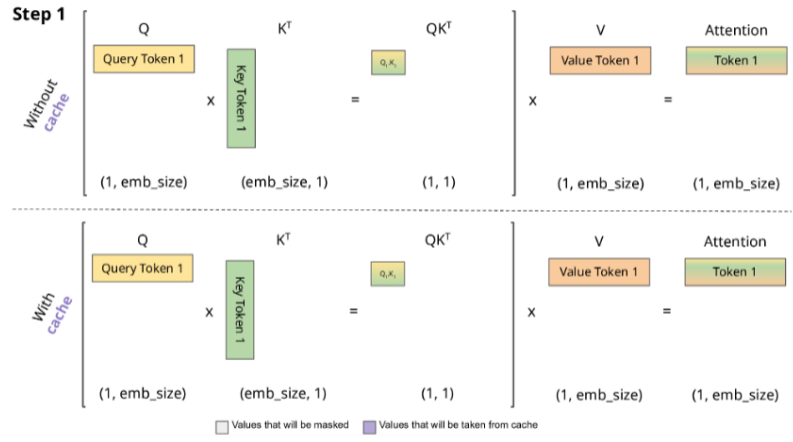 Step 1
Without
cache
Q
Kᵀ
QKᵀ
V
Attention
Query Token 1
x
Key Token 1
=
Q₁K₁
x
Value Token 1
=
Token 1
(1, emb_size)
(emb_size, 1)
(1, 1)
(1, emb_size)
(1, emb_size)
With
cache
Q
Kᵀ
QKᵀ
V
Attention
Query Token 1
x
Key Token 1
=
Q₁K₁
x
Value Token 1
=
Token 1
(1, emb_size)
(emb_size, 1)
(1, 1)
(1, emb_size)
(1, emb_size)
Values that will be masked
Values that will be taken from cache